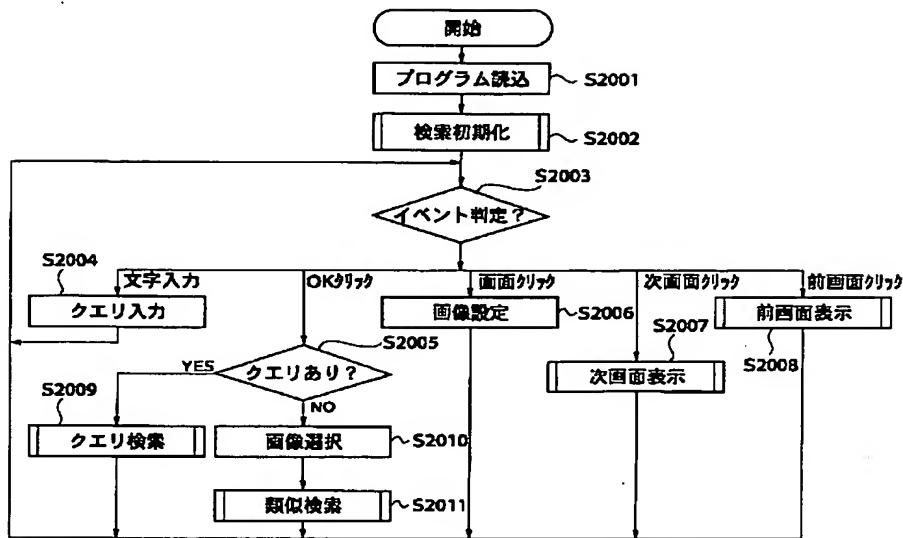 開始
プログラム読込 S2001
検索初期化 S2002
S2003
イベント判定？
S2004 文字入力 OKクリック 画面クリック 次画面クリック 前画面クリック
クエリ入力 画像設定 S2006 前画面表示
S2005 S2007 S2008
YES クエリあり？ 次画面表示
S2009 NO
クエリ検索 画像選択 S2010
類似検索 S2011